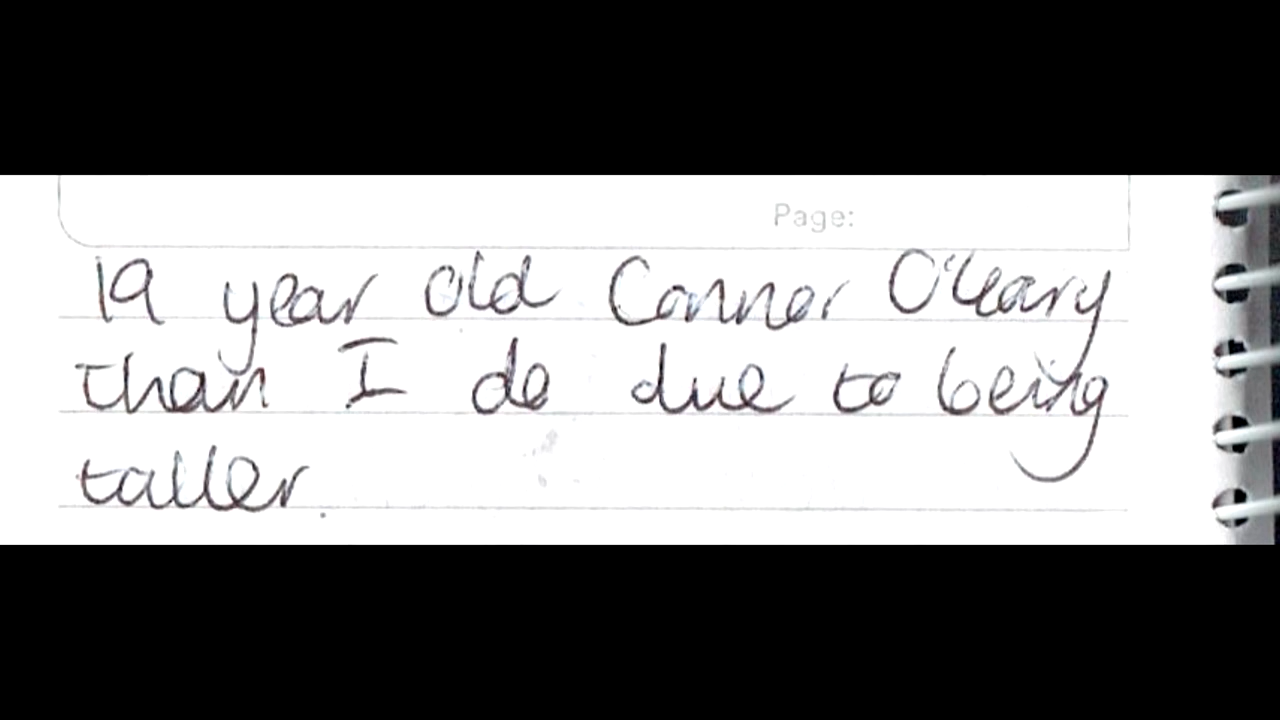 Page:
19 year old Conner O'Leary
than I do due to being
taller.